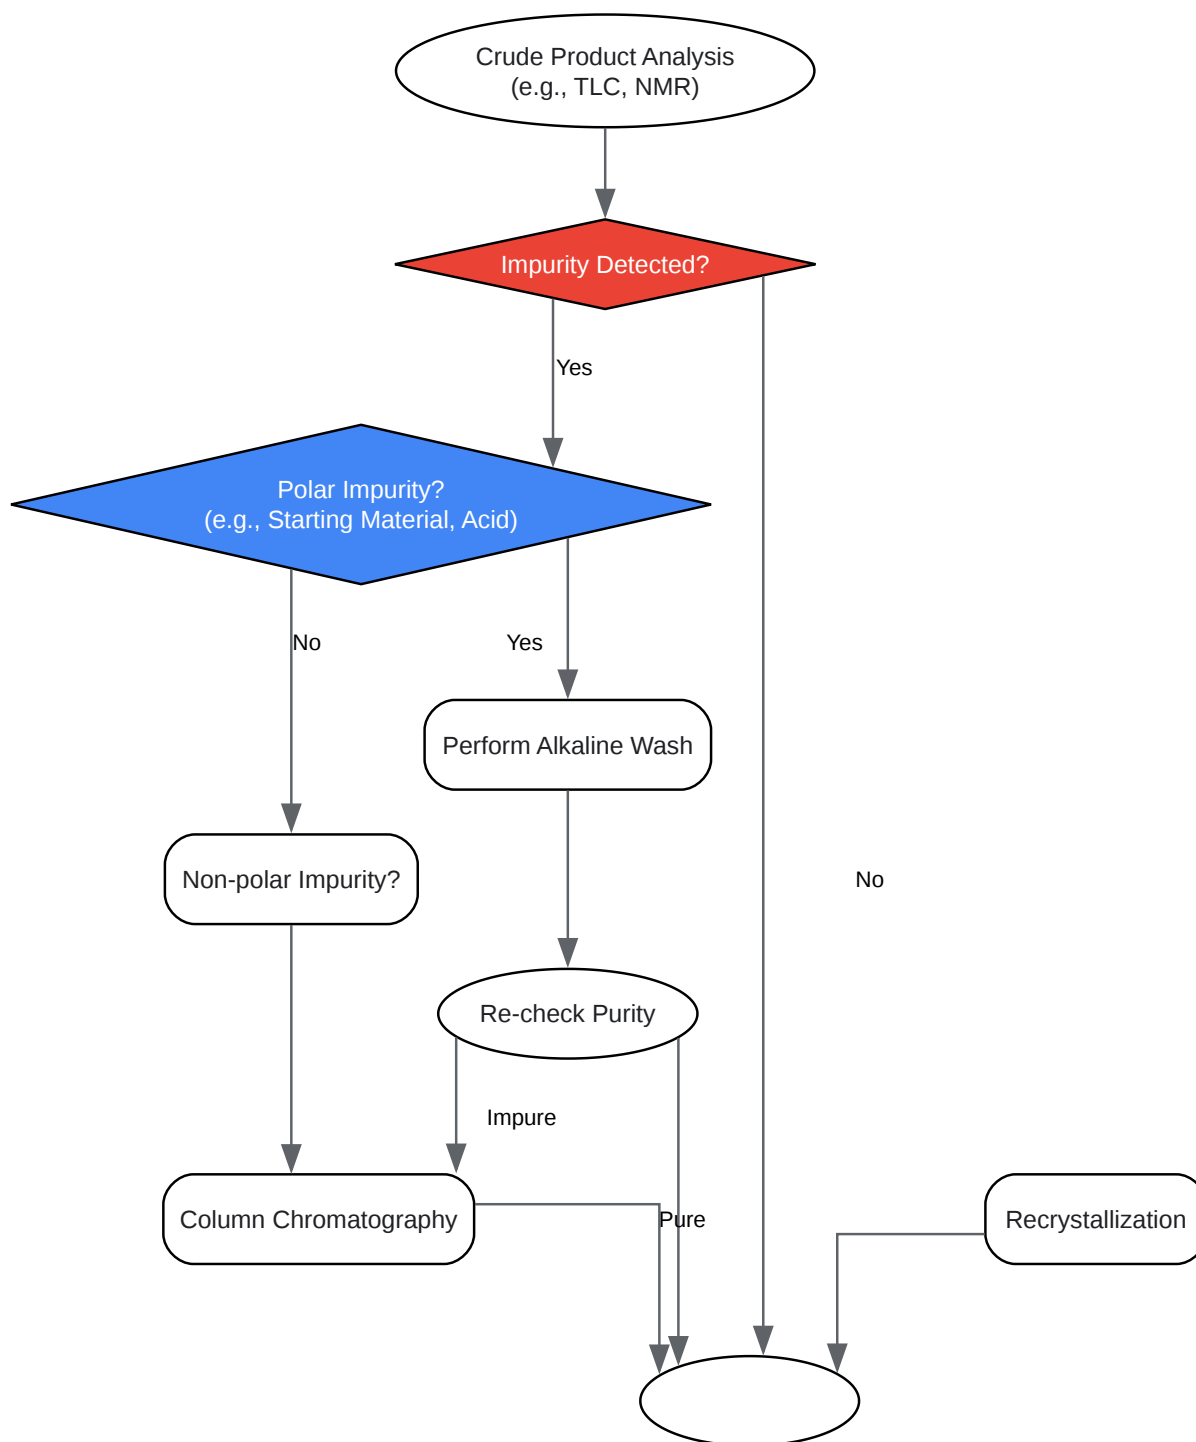 Crude Product Analysis
(e.g., TLC, NMR)
Impurity Detected?
Yes
Polar Impurity?
(e.g., Starting Material, Acid)
No
Yes
Perform Alkaline Wash
Non-polar Impurity?
No
Re-check Purity
Impure
Column Chromatography
Pure
Recrystallization